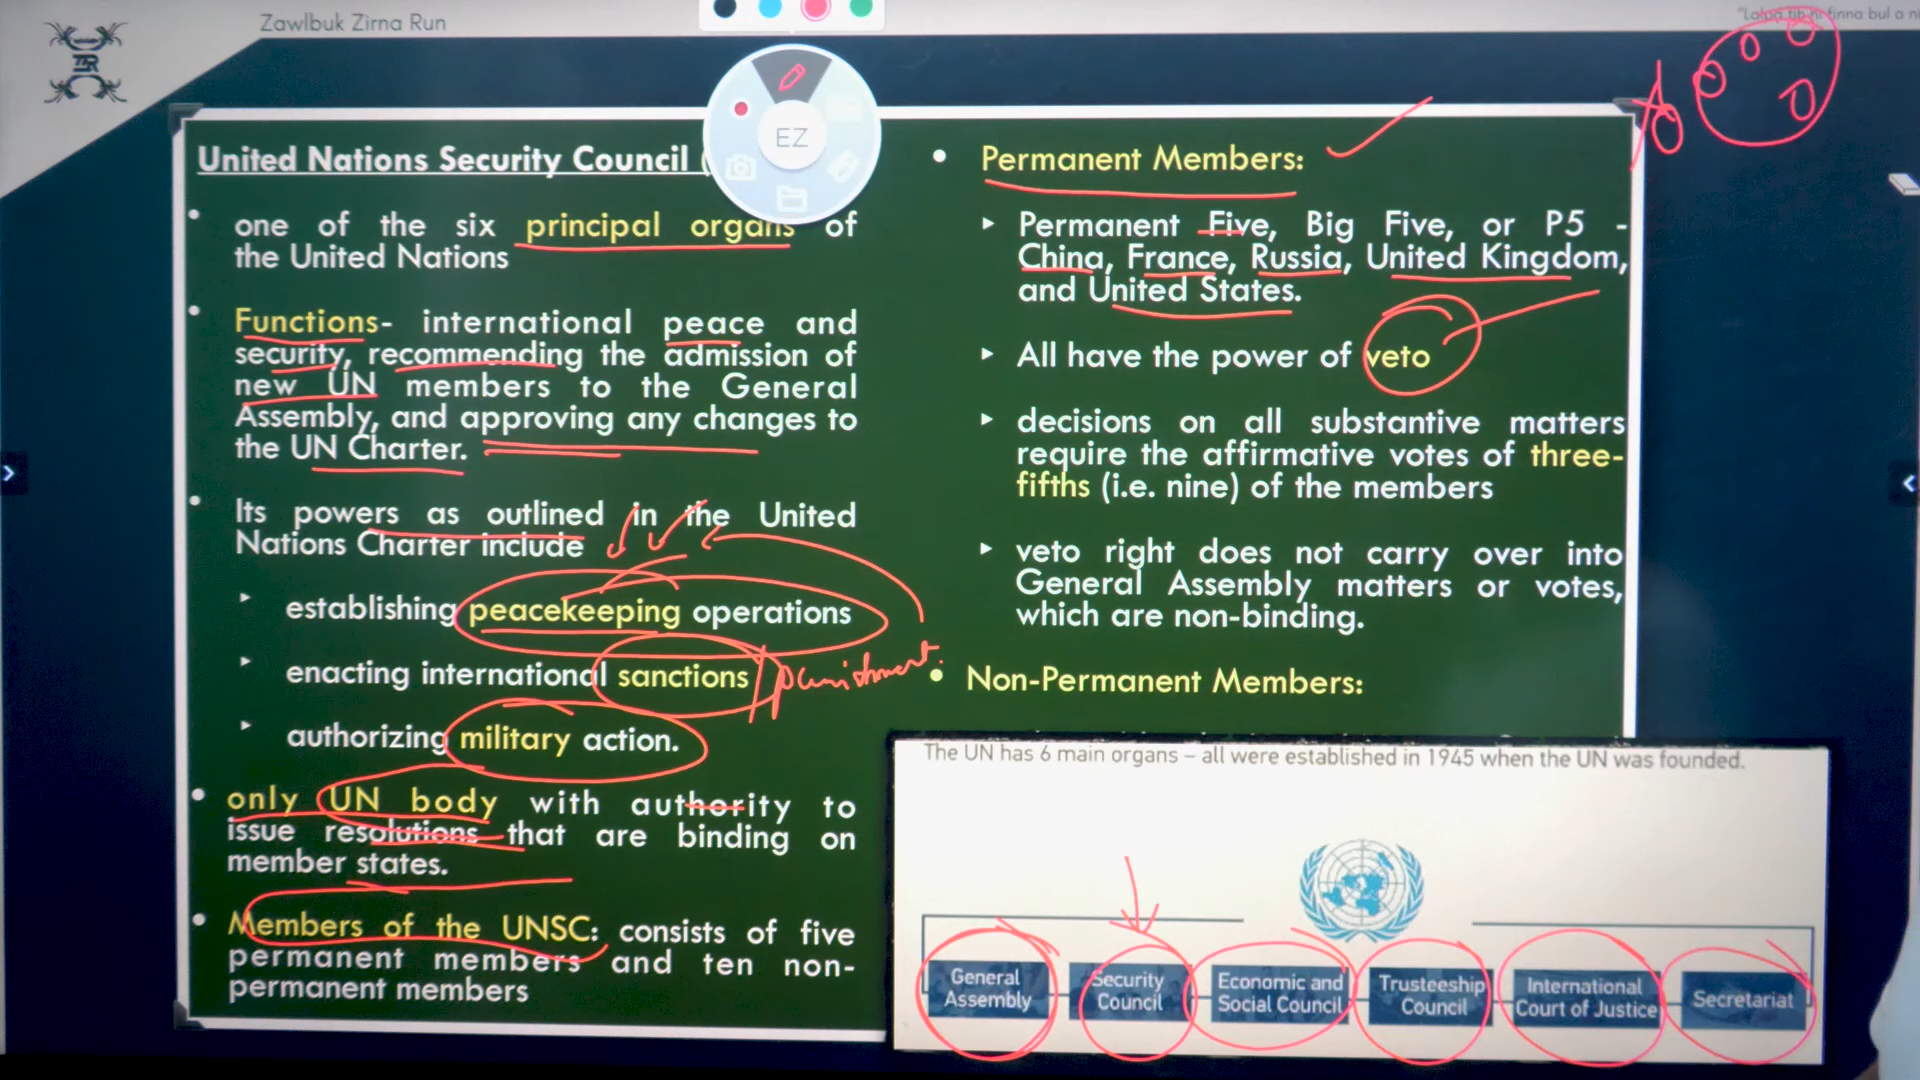 Zawlbuk Zirna Run
EZ
United Nations Security Council (
one of the six principal organs of
the United Nations
Functions- international peace and
security, recommending the admission of
new UN members to the General
Assembly, and approving any changes to
the UN Charter.
Its powers as outlined in the United
Nations Charter include
establishing peacekeeping operations
enacting international sanctions
punishment.
authorizing military action.
only UN body with authority to
issue resolutions that are binding on
member states.
Members of the UNSC: consists of five
permanent members and ten non-
permanent members
Permanent Members:
Permanent Five, Big Five, or P5 -
China, France, Russia, United Kingdom,
and United States.
All have the power of veto
decisions on all substantive matters
require the affirmative votes of three-
fifths (i.e. nine) of the members
veto right does not carry over into
General Assembly matters or votes,
which are non-binding.
Non-Permanent Members:
The UN has 6 main organs – all were established in 1945 when the UN was founded.
General
Assembly
Security
Council
Economic and
Social Council
Trusteeship
Council
International
Court of Justice
Secretariat